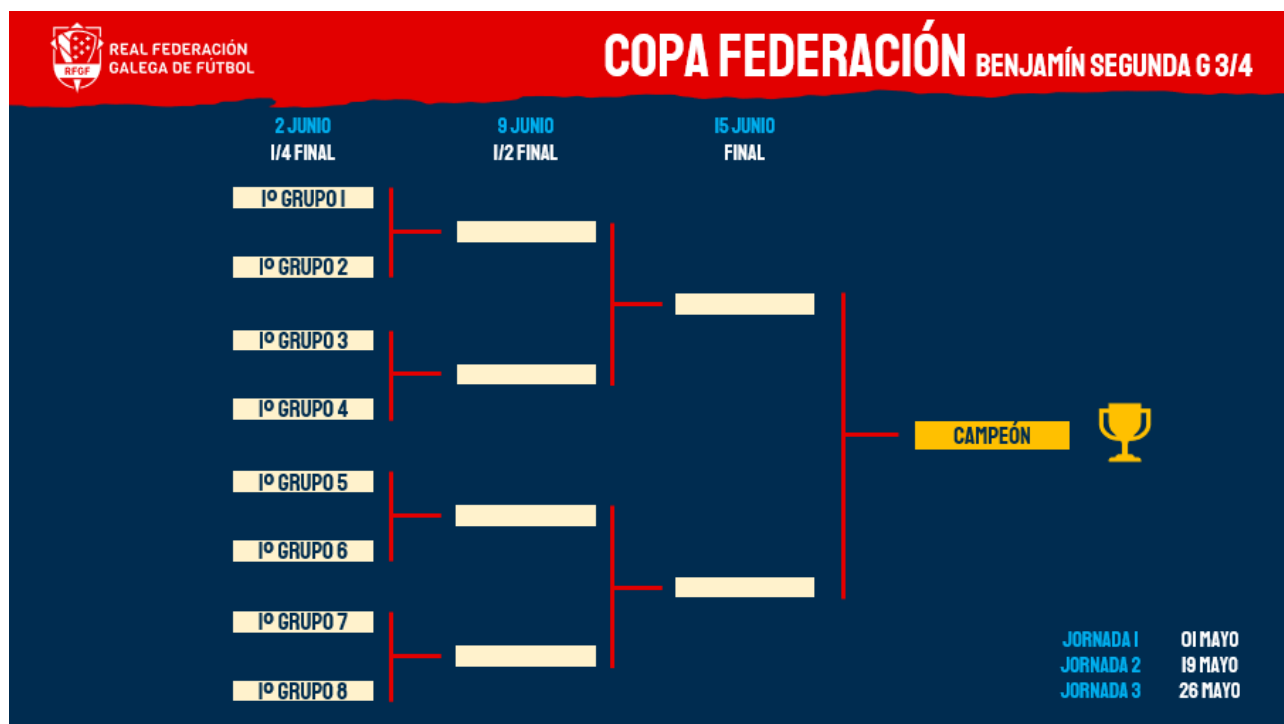 RFGF
REAL FEDERACIÓN
GALEGA DE FÚTBOL
COPA FEDERACIÓN BENJAMÍN SEGUNDA G 3/4
2 JUNIO
1/4 FINAL
9 JUNIO
1/2 FINAL
15 JUNIO
FINAL
1º GRUPO 1
1º GRUPO 2
1º GRUPO 3
1º GRUPO 4
1º GRUPO 5
1º GRUPO 6
1º GRUPO 7
1º GRUPO 8
CAMPEÓN
JORNADA 1 01 MAYO
JORNADA 2 19 MAYO
JORNADA 3 26 MAYO